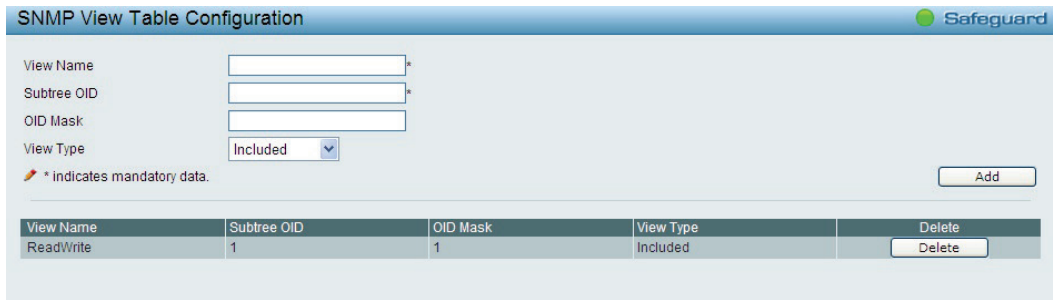 SNMP View Table Configuration Safeguard
View Name *
Subtree OID *
OID Mask
View Type Included
* indicates mandatory data. Add
View Name Subtree OID OID Mask View Type Delete
ReadWrite 1 1 Included Delete